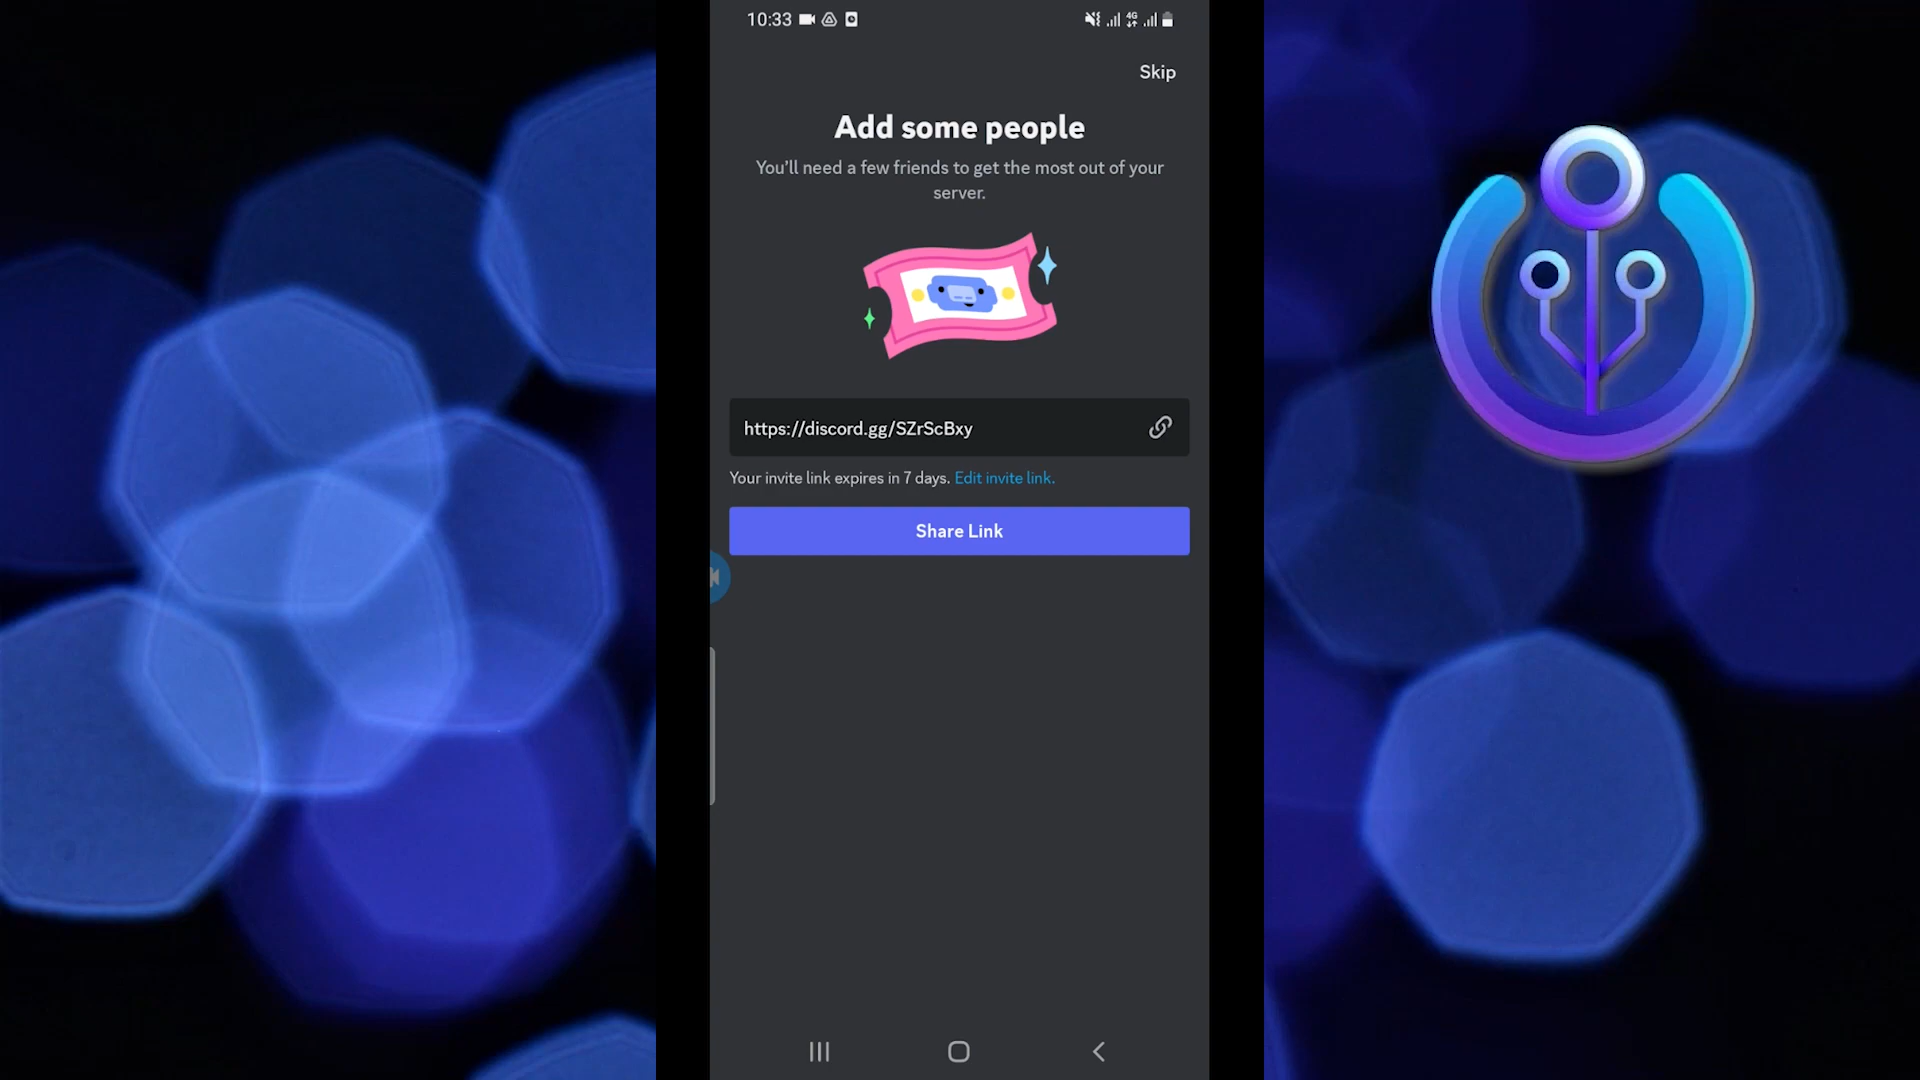 10:33
4G
Skip
Add some people
You'll need a few friends to get the most out of your
server.
https://discord.gg/SZrScBxy
Your invite link expires in 7 days. Edit invite link.
Share Link